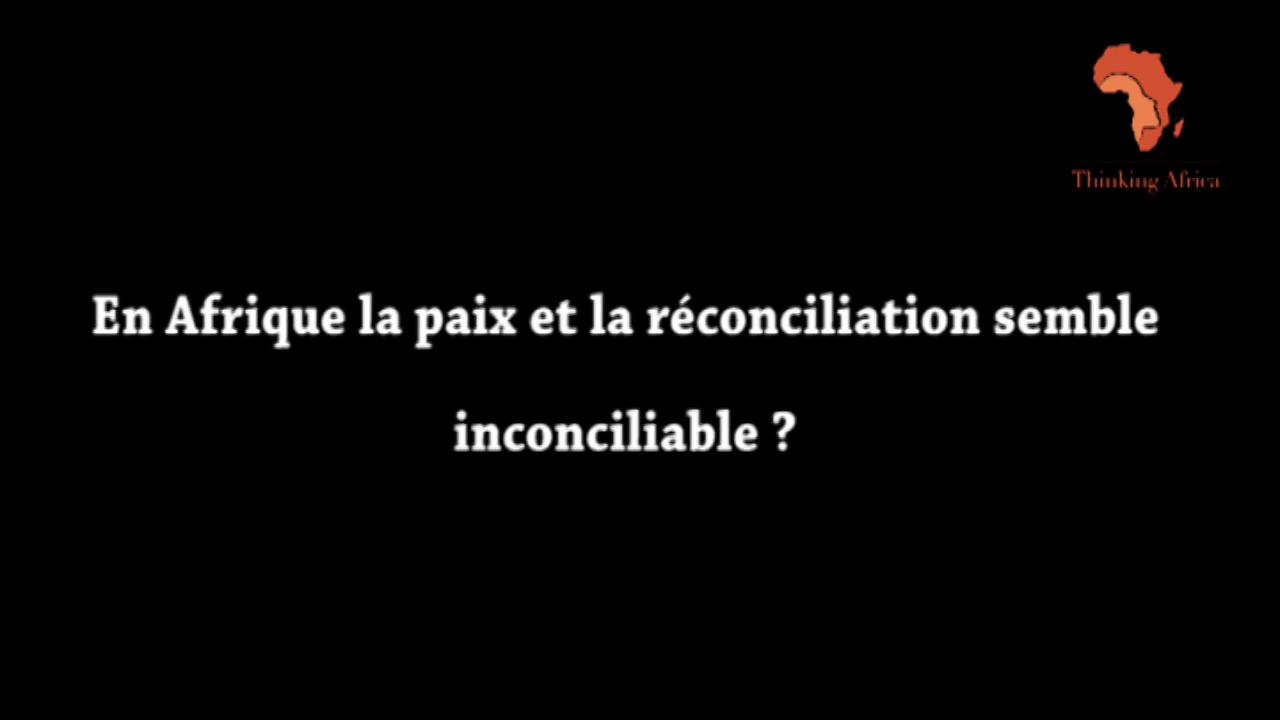 Thinking Africa
En Afrique la paix et la réconciliation semble
inconciliable ?